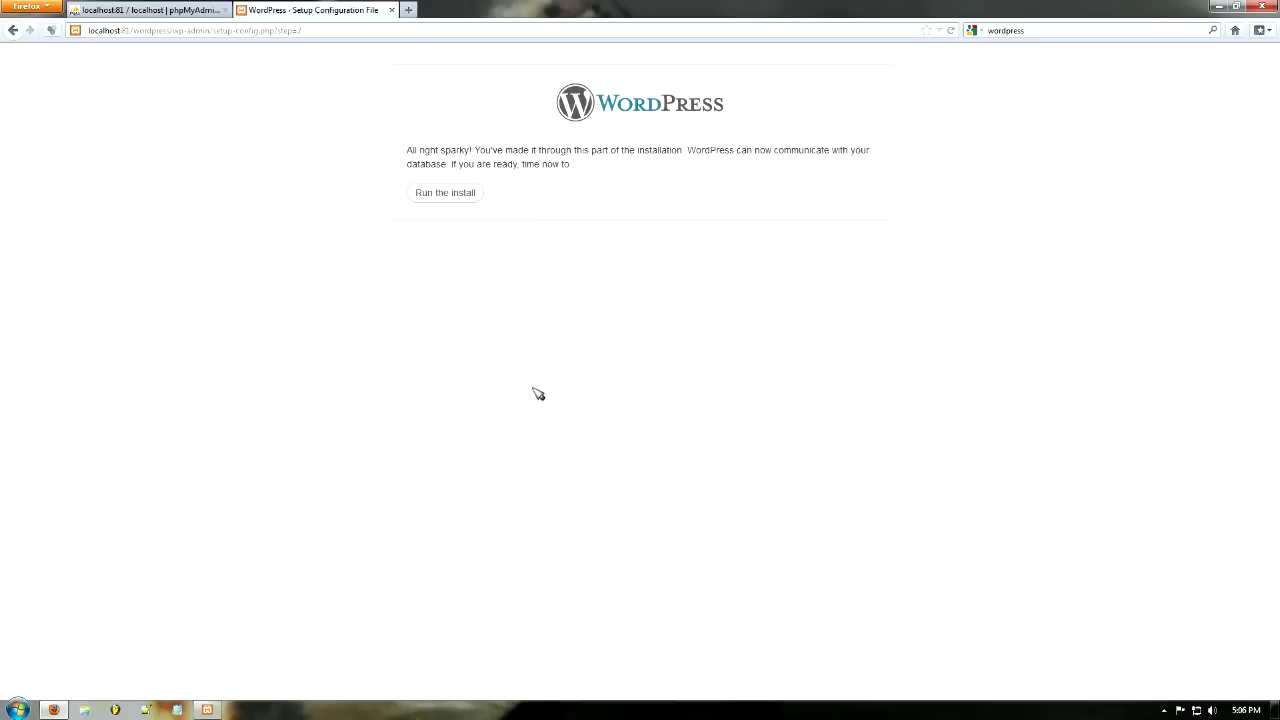 Firefox
localhost:81 / localhost | phpMyAdmi...
WordPress › Setup Configuration File
localhost:81/wordpress/wp-admin/setup-config.php?step=2
wordpress
WORDPRESS
All right sparky! You've made it through this part of the installation. WordPress can now communicate with your
database. If you are ready, time now to…
Run the install
5:06 PM